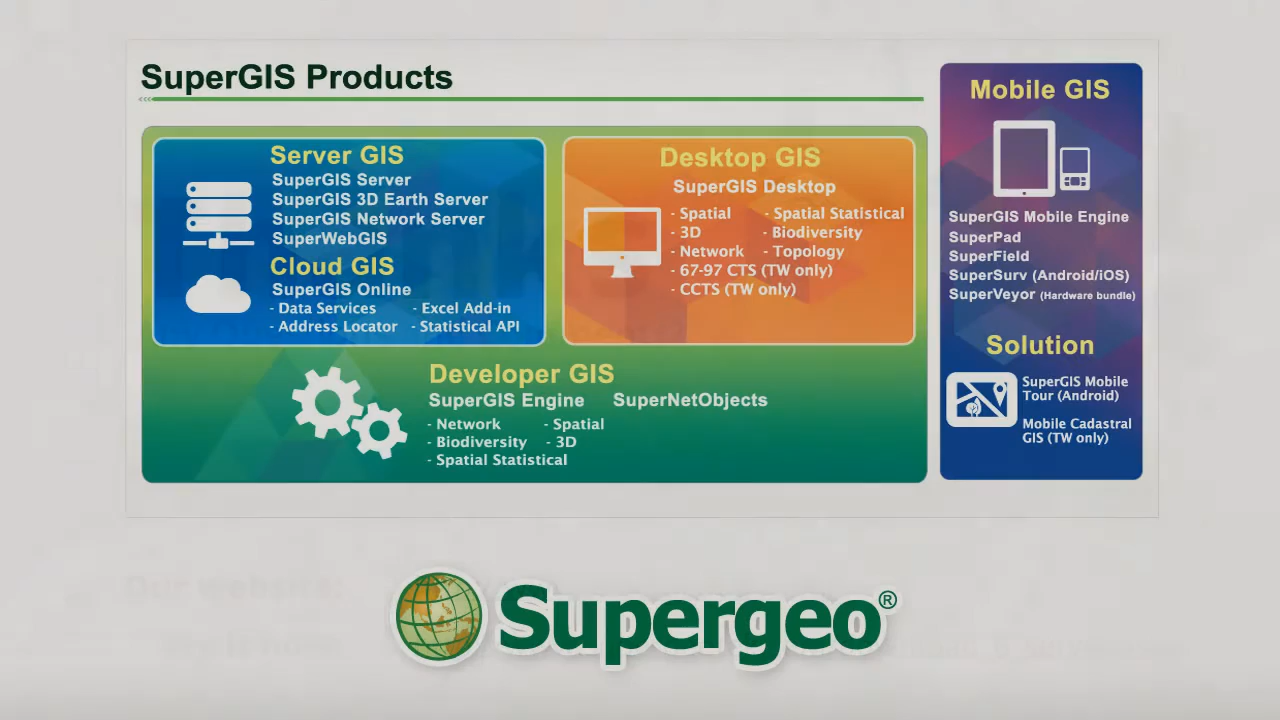 SuperGIS Products
Server GIS
SuperGIS Server
SuperGIS 3D Earth Server
SuperGIS Network Server
SuperWebGIS
Cloud GIS
SuperGIS Online
- Data Services - Excel Add-in
- Address Locator - Statistical API
Desktop GIS
SuperGIS Desktop
- Spatial - Spatial Statistical
- 3D - Biodiversity
- Network - Topology
- 67-97 CTS (TW only)
- CCTS (TW only)
Developer GIS
SuperGIS Engine SuperNetObjects
- Network - Spatial
- Biodiversity - 3D
- Spatial Statistical
Mobile GIS
SuperGIS Mobile Engine
SuperPad
SuperField
SuperSurv (Android/iOS)
SuperVeyor (Hardware bundle)
Solution
SuperGIS Mobile
Tour (Android)
Mobile Cadastral
GIS (TW only)
Our website:
Supergeo®